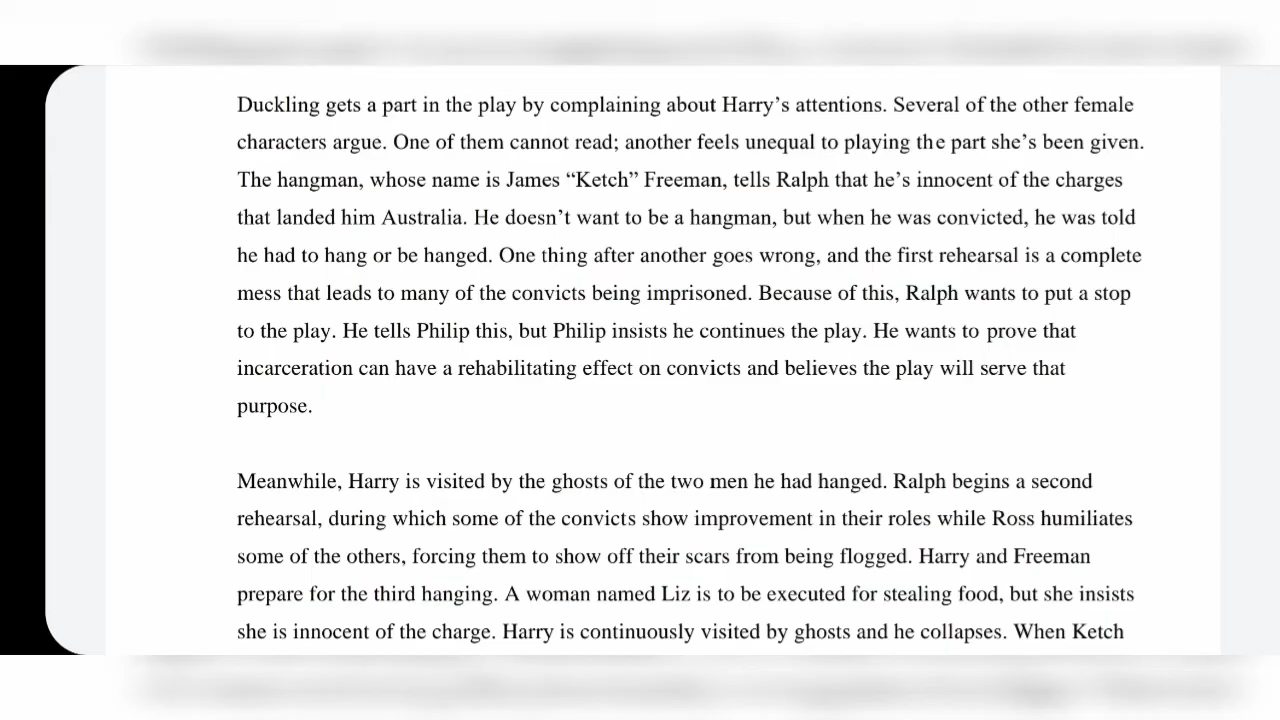 Duckling gets a part in the play by complaining about Harry’s attentions. Several of the other female
characters argue. One of them cannot read; another feels unequal to playing the part she’s been given.
The hangman, whose name is James “Ketch” Freeman, tells Ralph that he’s innocent of the charges
that landed him Australia. He doesn’t want to be a hangman, but when he was convicted, he was told
he had to hang or be hanged. One thing after another goes wrong, and the first rehearsal is a complete
mess that leads to many of the convicts being imprisoned. Because of this, Ralph wants to put a stop
to the play. He tells Philip this, but Philip insists he continues the play. He wants to prove that
incarceration can have a rehabilitating effect on convicts and believes the play will serve that
purpose.
Meanwhile, Harry is visited by the ghosts of the two men he had hanged. Ralph begins a second
rehearsal, during which some of the convicts show improvement in their roles while Ross humiliates
some of the others, forcing them to show off their scars from being flogged. Harry and Freeman
prepare for the third hanging. A woman named Liz is to be executed for stealing food, but she insists
she is innocent of the charge. Harry is continuously visited by ghosts and he collapses. When Ketch